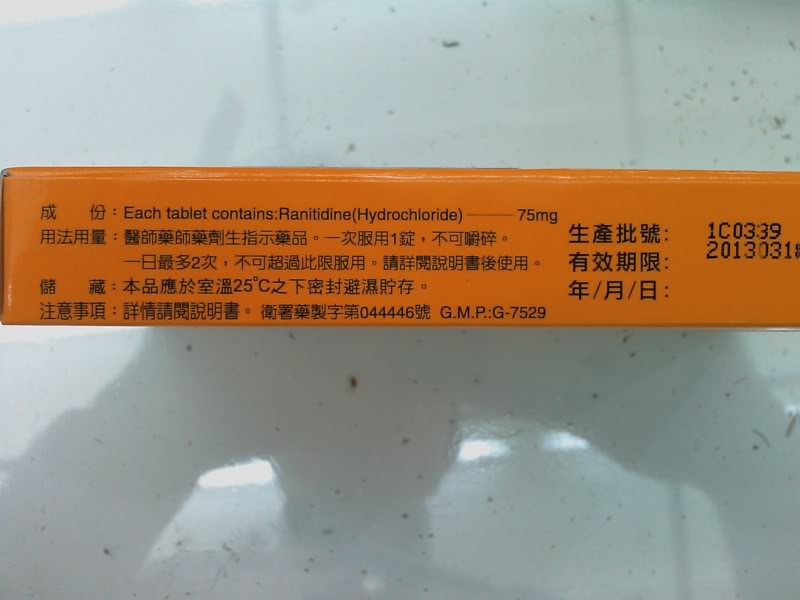 成 份：Each tablet contains:Ranitidine(Hydrochloride) —— 75mg
用法用量：醫師藥師藥劑生指示藥品。一次服用1錠，不可嚼碎。
一日最多2次，不可超過此限服用。請詳閱說明書後使用。
儲 藏：本品應於室溫25℃之下密封避濕貯存。
注意事項：詳情請閱說明書。 衛署藥製字第044446號 G.M.P.:G-7529
生產批號： 1C0339
有效期限： 2013031
年/月/日：